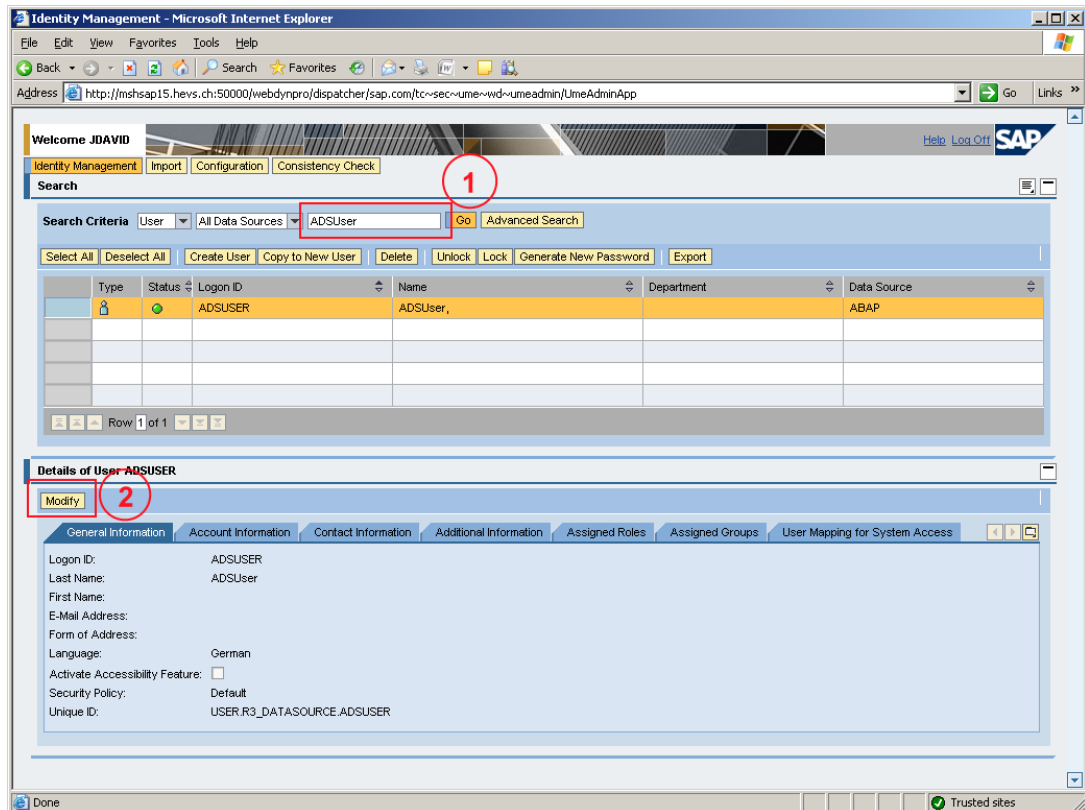 Identity Management - Microsoft Internet Explorer
File Edit View Favorites Tools Help
Back Search Favorites
Address http://mshsap15.hevs.ch:50000/webdynpro/dispatcher/sap.com/tc~sec~ume~wd~umeadmin/UmeAdminApp Go Links »
Welcome JDAVID Help Log Off SAP
Identity Management Import Configuration Consistency Check
1
Search
Search Criteria User All Data Sources ADSUser Go Advanced Search
Select All Deselect All Create User Copy to New User Delete Unlock Lock Generate New Password Export
Type Status Logon ID Name Department Data Source
ADSUSER ADSUser, ABAP
Row 1 of 1
Details of User ADSUSER
Modify 2
General Information Account Information Contact Information Additional Information Assigned Roles Assigned Groups User Mapping for System Access
Logon ID: ADSUSER
Last Name: ADSUser
First Name:
E-Mail Address:
Form of Address:
Language: German
Activate Accessibility Feature:
Security Policy: Default
Unique ID: USER.R3_DATASOURCE.ADSUSER
Done Trusted sites